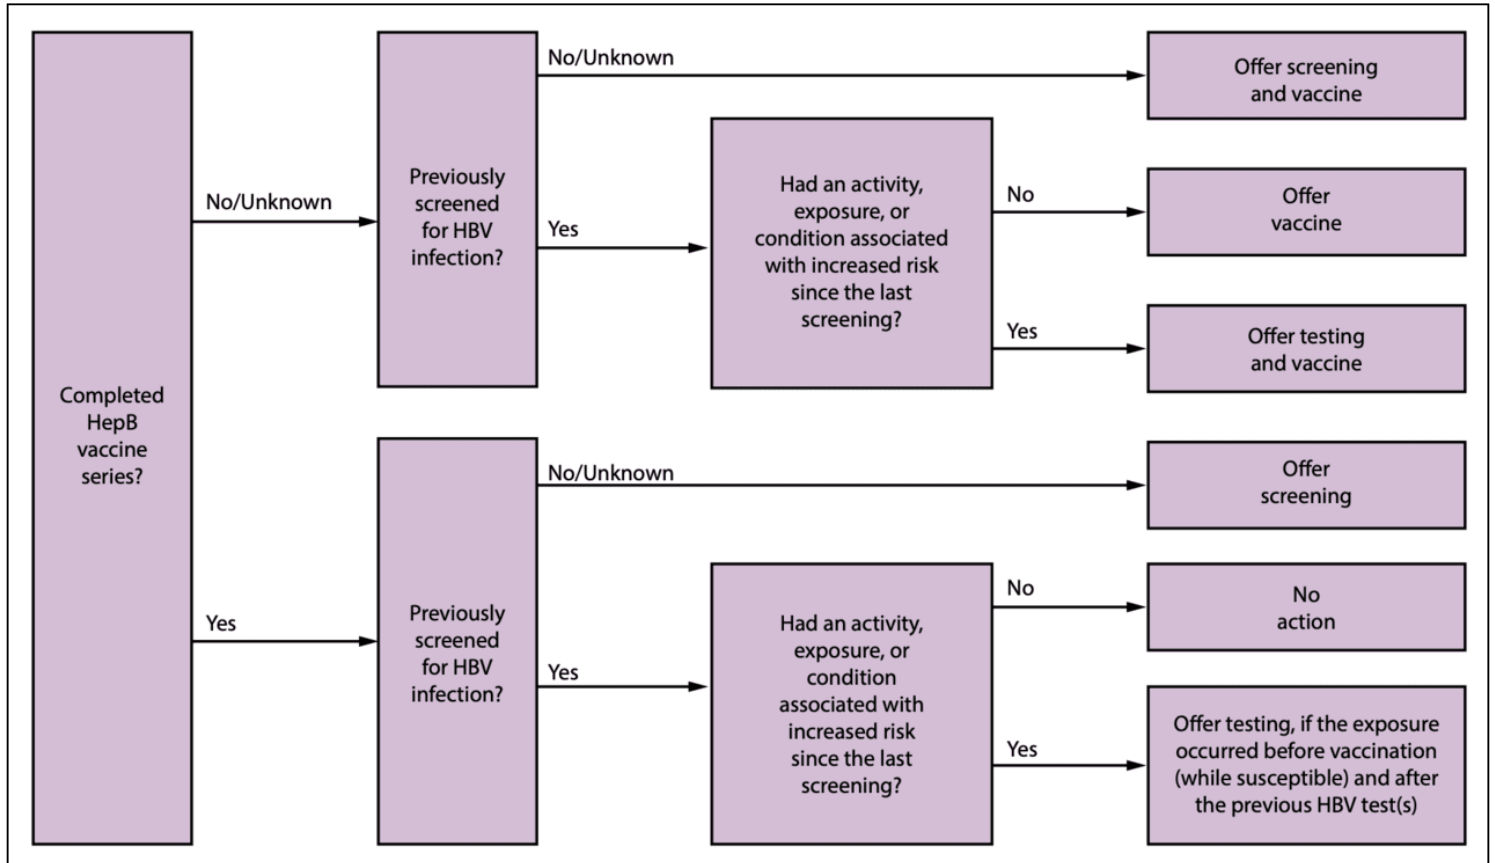 Completed
HepB
vaccine
series?
No/Unknown
Previously
screened
for HBV
infection?
No/Unknown
Offer screening
and vaccine
Yes
Had an activity,
exposure, or
condition associated
with increased risk
since the last
screening?
No
Offer
vaccine
Yes
Offer testing
and vaccine
Yes
Previously
screened
for HBV
infection?
No/Unknown
Offer
screening
Yes
Had an activity,
exposure, or
condition
associated with
increased risk
since the last
screening?
No
No
action
Yes
Offer testing, if the exposure
occurred before vaccination
(while susceptible) and after
the previous HBV test(s)